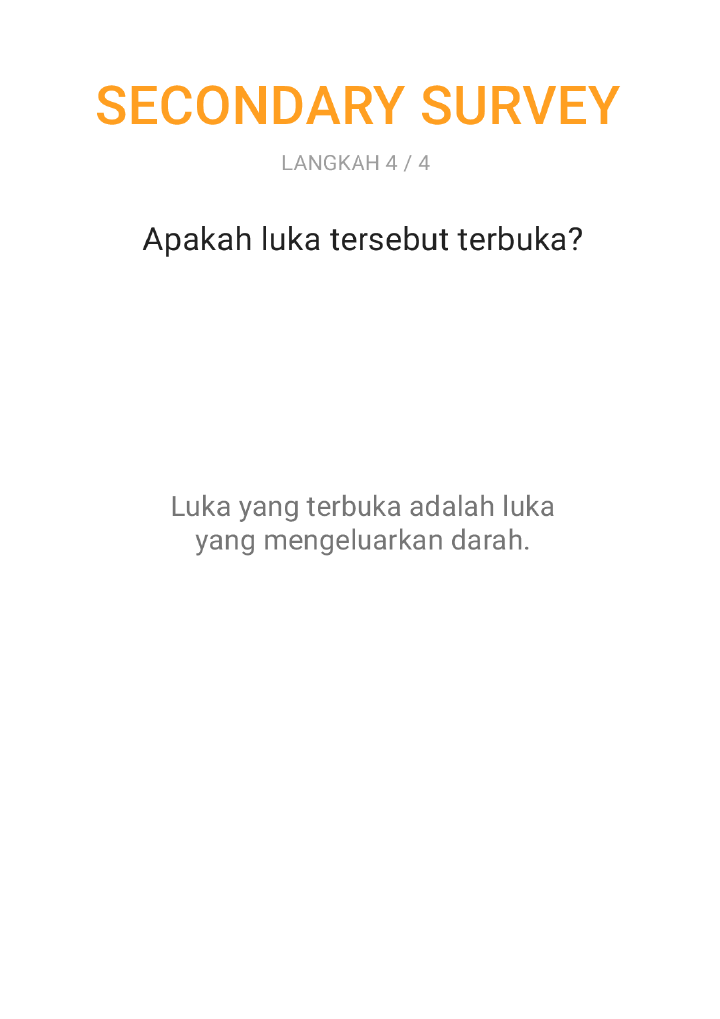 SECONDARY SURVEY
LANGKAH 4 / 4
Apakah luka tersebut terbuka?
Luka yang terbuka adalah luka
yang mengeluarkan darah.